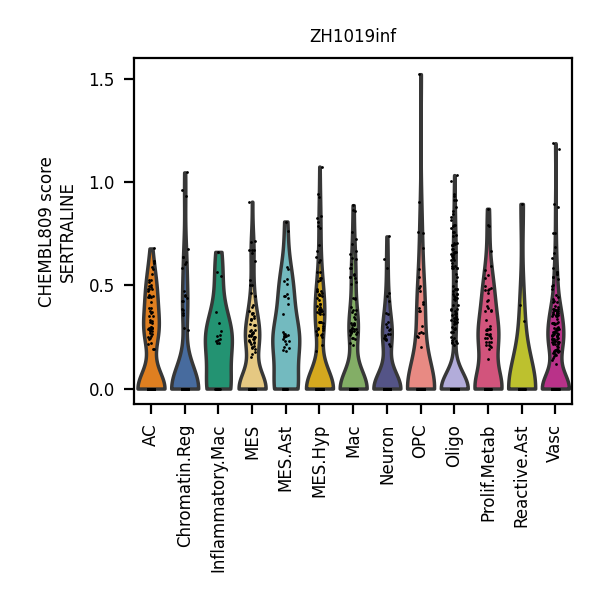 ZH1019inf
CHEMBL809 score
SERTRALINE
1.5
1.0
0.5
0.0
AC
Chromatin.Reg
Inflammatory.Mac
MES
MES.Ast
MES.Hyp
Mac
Neuron
OPC
Oligo
Prolif.Metab
Reactive.Ast
Vasc